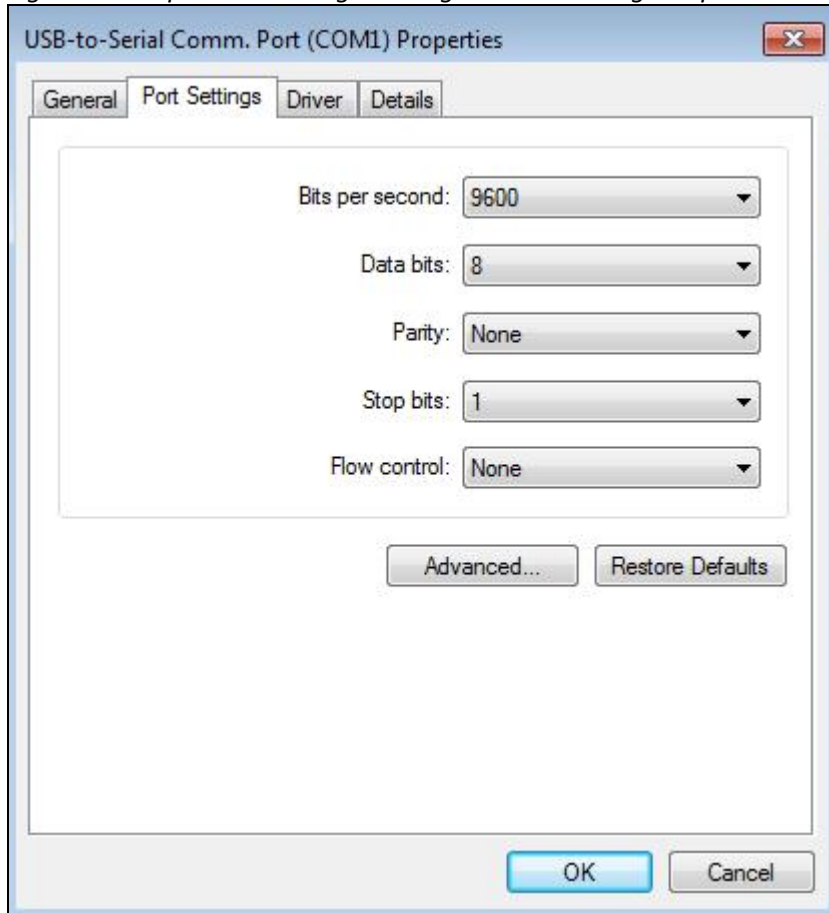 USB-to-Serial Comm. Port (COM1) Properties
General Port Settings Driver Details
Bits per second: 9600
Data bits: 8
Parity: None
Stop bits: 1
Flow control: None
Advanced... Restore Defaults
OK Cancel